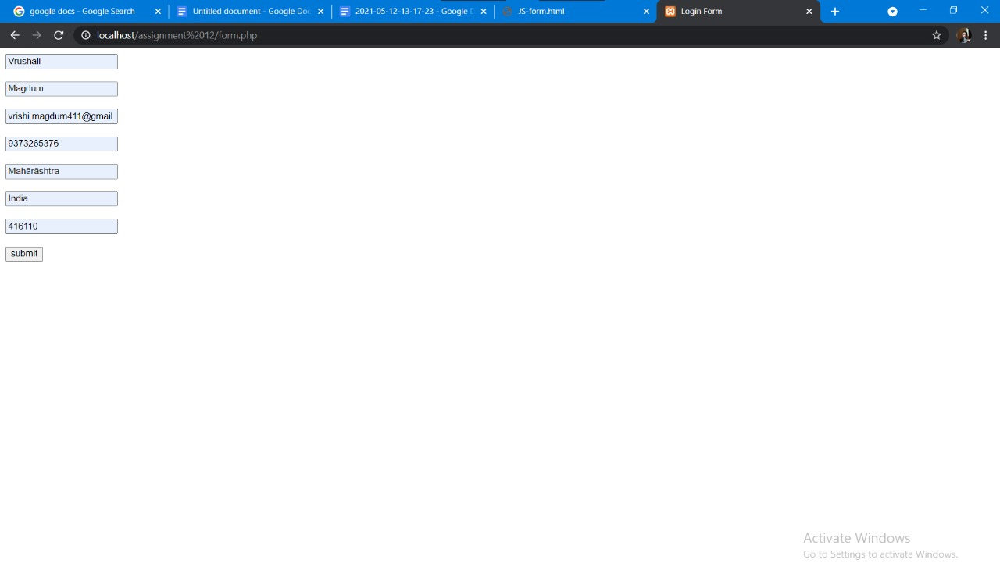 google docs - Google Search
Untitled document - Google Doc
2021-05-12-13-17-23 - Google D
JS-form.html
Login Form
localhost/assignment%2012/form.php
Vrushali
Magdum
vrishi.magdum411@gmail.
9373265376
Mahārāshtra
India
416110
submit
Activate Windows
Go to Settings to activate Windows.